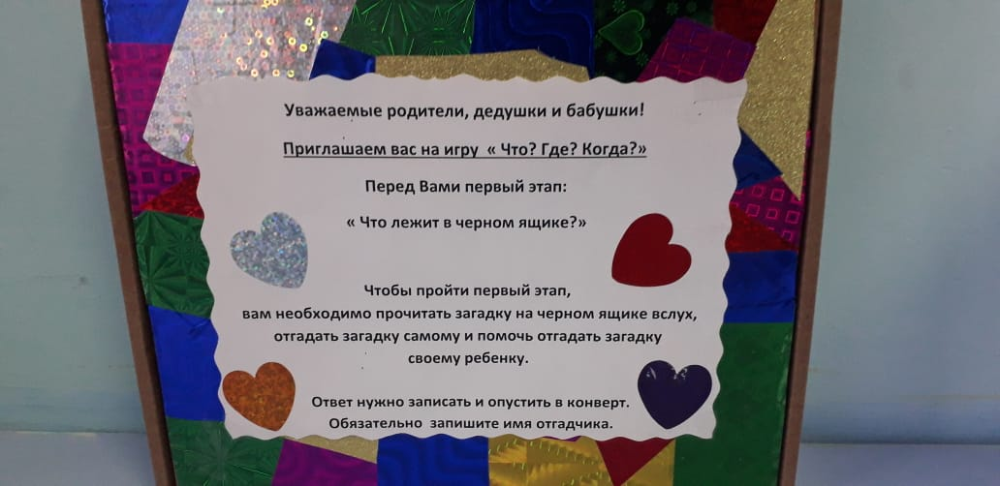 Уважаемые родители, дедушки и бабушки!
Приглашаем вас на игру « Что? Где? Когда?»
Перед Вами первый этап:
« Что лежит в черном ящике?»
Чтобы пройти первый этап,
вам необходимо прочитать загадку на черном ящике вслух,
отгадать загадку самому и помочь отгадать загадку
своему ребенку.
Ответ нужно записать и опустить в конверт.
Обязательно запишите имя отгадчика.